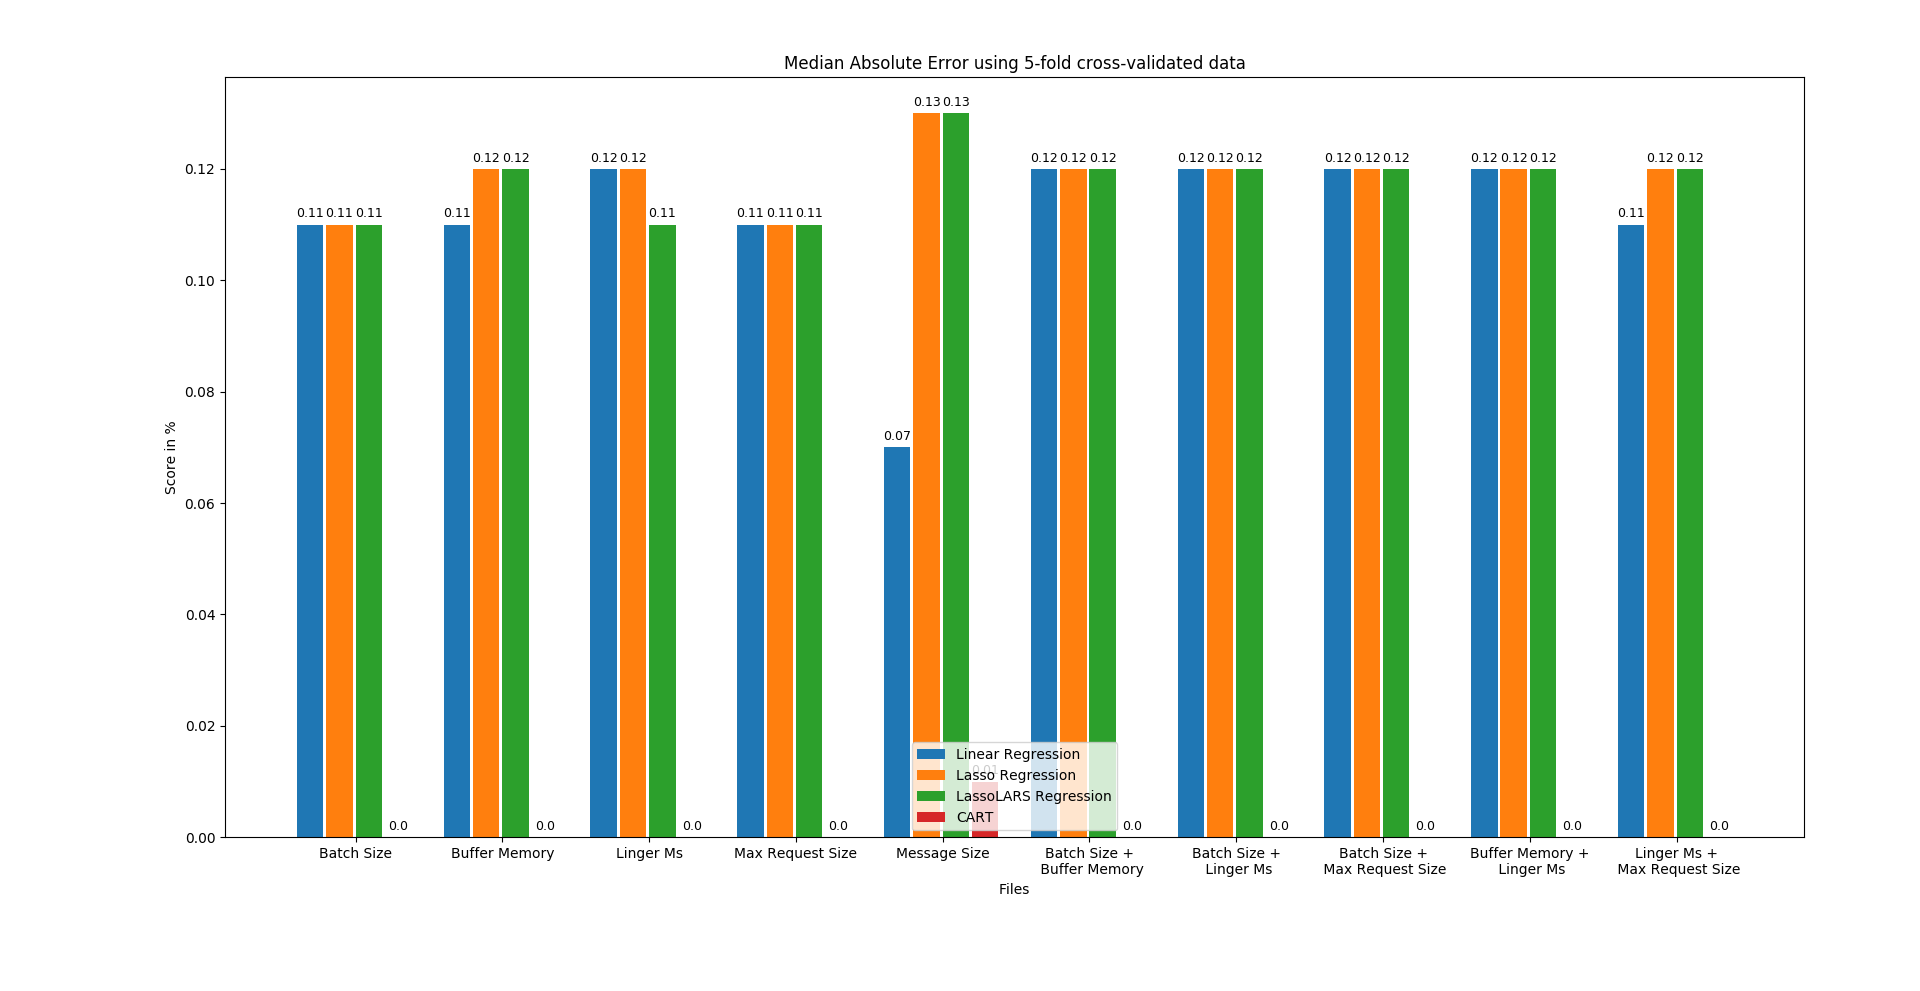 Median Absolute Error using 5-fold cross-validated data
Score in %
0.12
0.10
0.08
0.06
0.04
0.02
0.00
0.11 0.11 0.11 0.0
0.11 0.12 0.12 0.0
0.12 0.12 0.11 0.0
0.11 0.11 0.11 0.0
0.07 0.13 0.13 0.01
0.12 0.12 0.12 0.0
0.12 0.12 0.12 0.0
0.12 0.12 0.12 0.0
0.12 0.12 0.12 0.0
0.11 0.12 0.12 0.0
Linear Regression
Lasso Regression
LassoLARS Regression
CART
Batch Size
Buffer Memory
Linger Ms
Max Request Size
Message Size
Batch Size +
Buffer Memory
Batch Size +
Linger Ms
Batch Size +
Max Request Size
Buffer Memory +
Linger Ms
Linger Ms +
Max Request Size
Files